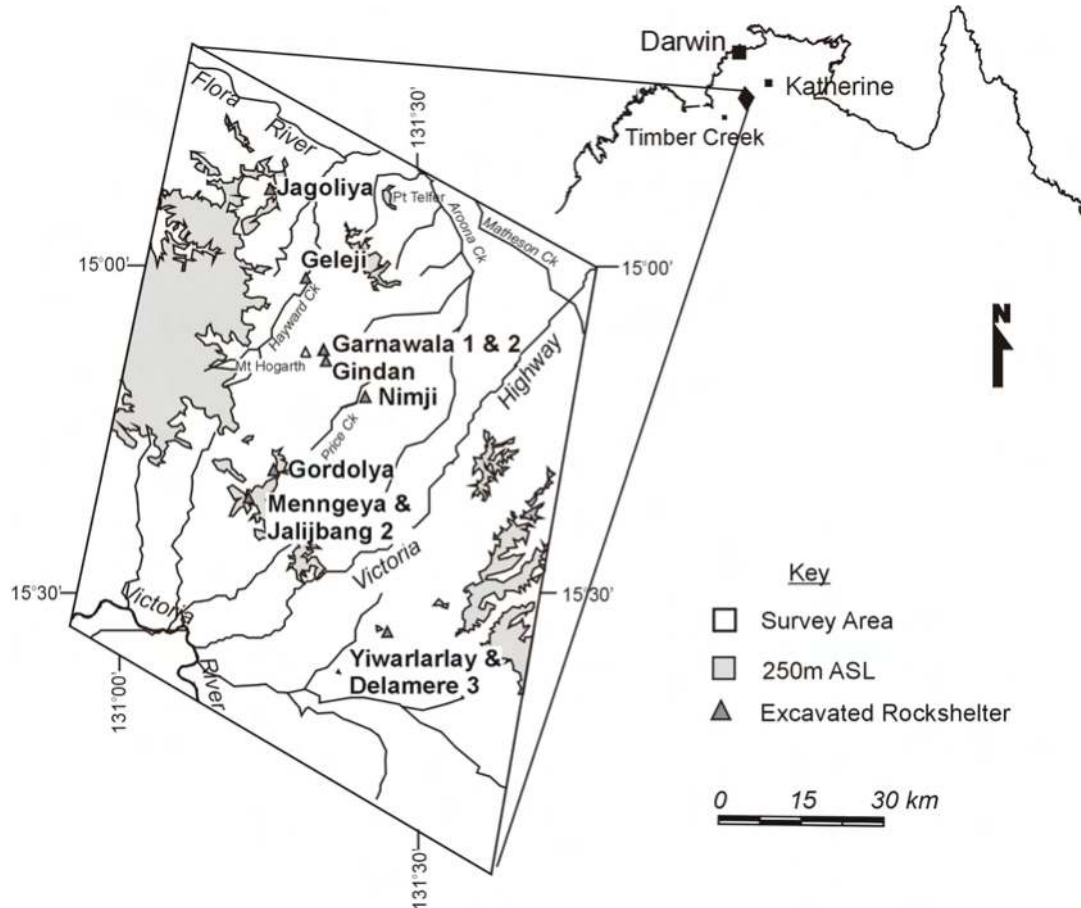 Darwin
Katherine
Timber Creek
Flora
River
131°30'
Jagoliya
Pt Telfer
Aroona Ck
Matheson Ck
15°00'
15°00'
Geleji
Hayward Ck
N
Garnawala 1 & 2
Mt Hogarth
Gindan
Highway
Nimji
Price Ck
Gordolya
Menngeya &
Jalijbang 2
Victoria
Key
15°30'
15°30'
Victoria
River
Survey Area
250m ASL
Excavated Rockshelter
Yiwarlarlay &
Delamere 3
131°00'
131°30'
0 15 30 km